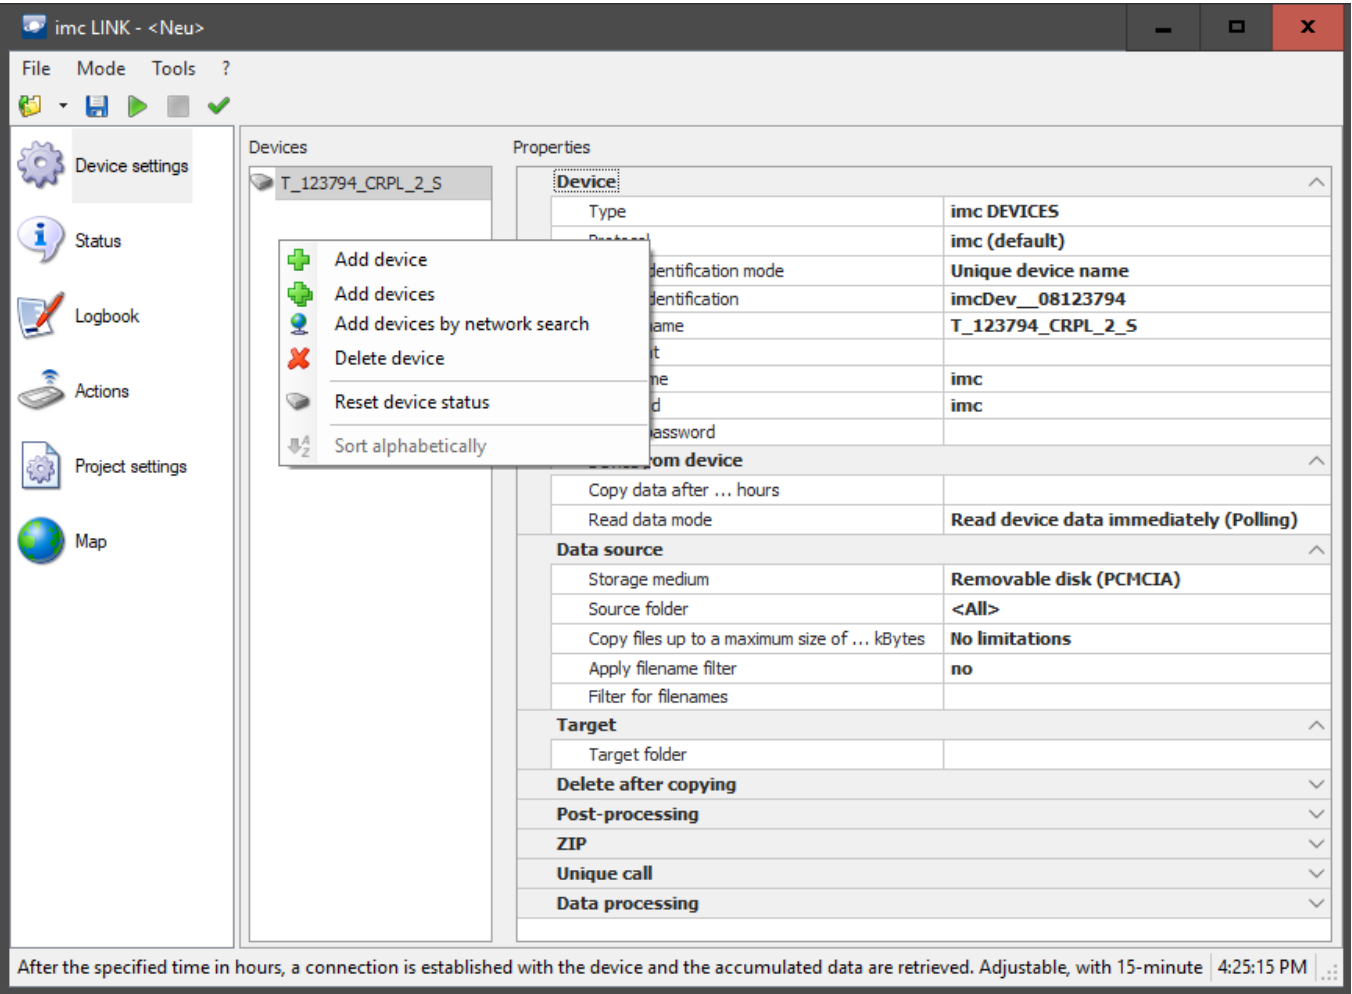 imc LINK - <Neu>
File Mode Tools ?
Device settings
Status
Logbook
Actions
Project settings
Map
Devices
T_123794_CRPL_2_S
Add device
Add devices
Add devices by network search
Delete device
Reset device status
Sort alphabetically
Properties
Device
Type imc DEVICES
imc (default)
dentification mode Unique device name
dentification imcDev__08123794
ame T_123794_CRPL_2_S
t
me imc
d imc
password
from device
Copy data after ... hours
Read data mode Read device data immediately (Polling)
Data source
Storage medium Removable disk (PCMCIA)
Source folder <All>
Copy files up to a maximum size of ... kBytes No limitations
Apply filename filter no
Filter for filenames
Target
Target folder
Delete after copying
Post-processing
ZIP
Unique call
Data processing
After the specified time in hours, a connection is established with the device and the accumulated data are retrieved. Adjustable, with 15-minute 4:25:15 PM